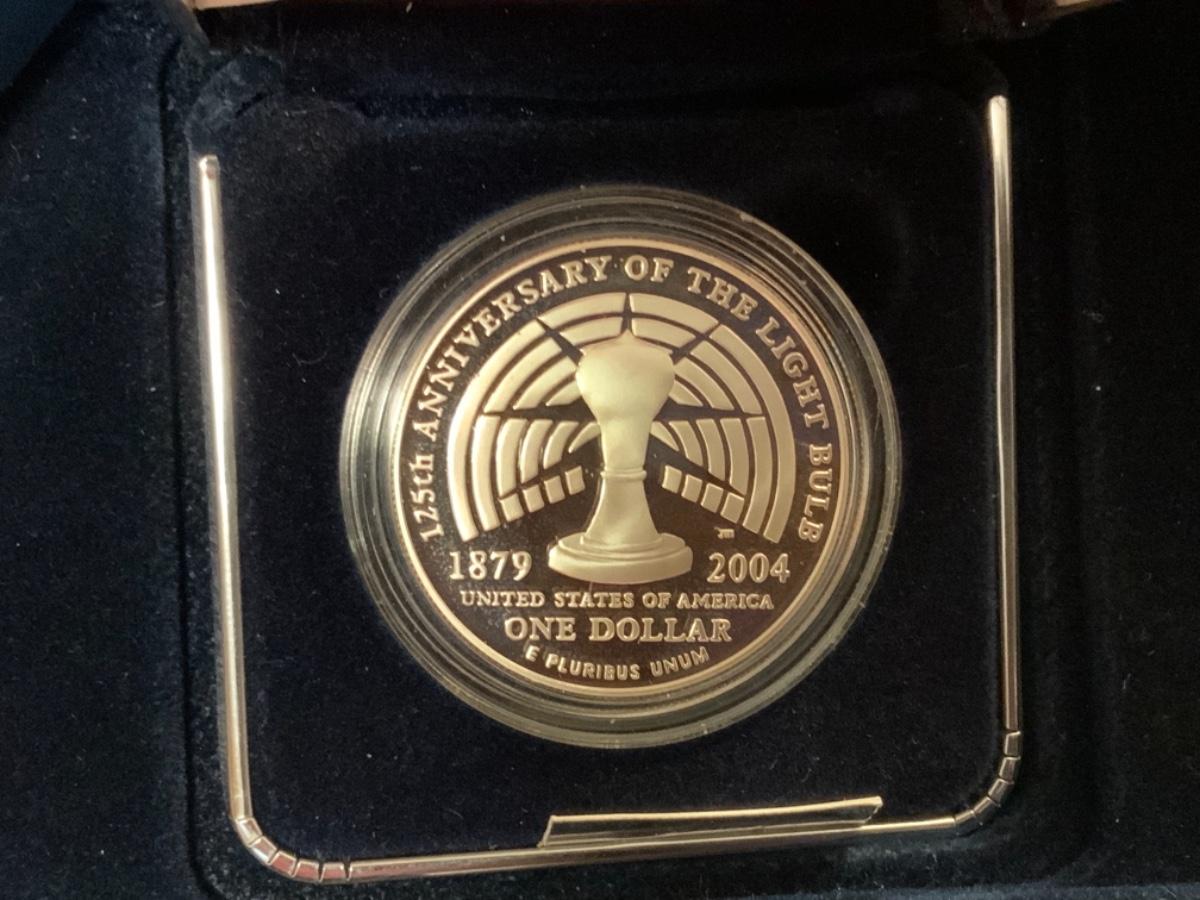 125th ANNIVERSARY OF THE LIGHT BULB
1879 2004
UNITED STATES OF AMERICA
ONE DOLLAR
E PLURIBUS UNUM